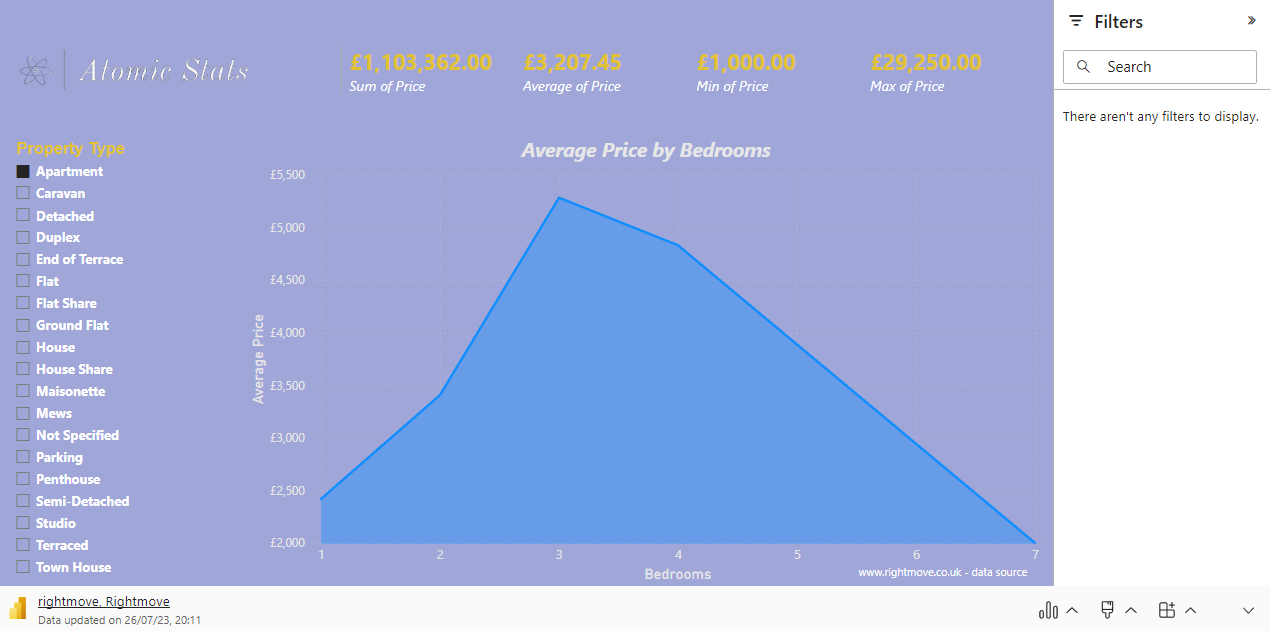 Atomic Stats
£1,103,362.00
Sum of Price
£3,207.45
Average of Price
£1,000.00
Min of Price
£29,250.00
Max of Price
Filters
Search
There aren't any filters to display.
Property Type
Apartment
Caravan
Detached
Duplex
End of Terrace
Flat
Flat Share
Ground Flat
House
House Share
Maisonette
Mews
Not Specified
Parking
Penthouse
Semi-Detached
Studio
Terraced
Town House
Average Price by Bedrooms
Average Price
£5,500
£5,000
£4,500
£4,000
£3,500
£3,000
£2,500
£2,000
1 2 3 4 5 6 7
Bedrooms
www.rightmove.co.uk - data source
rightmove, Rightmove
Data updated on 26/07/23, 20:11